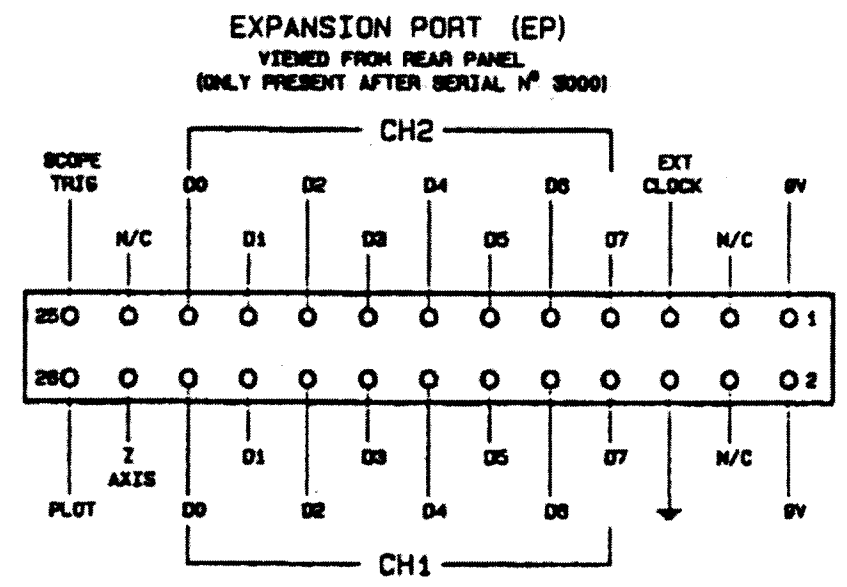 EXPANSION PORT (EP)
VIEWED FROM REAR PANEL
(ONLY PRESENT AFTER SERIAL Nº 3000)
CH2
SCOPE
TRIG
D0
D2
D4
D6
EXT
CLOCK
9V
N/C
D1
D3
D5
D7
N/C
25
1
26
2
Z
AXIS
D1
D3
D5
D7
N/C
PLOT
D0
D2
D4
D6
9V
CH1